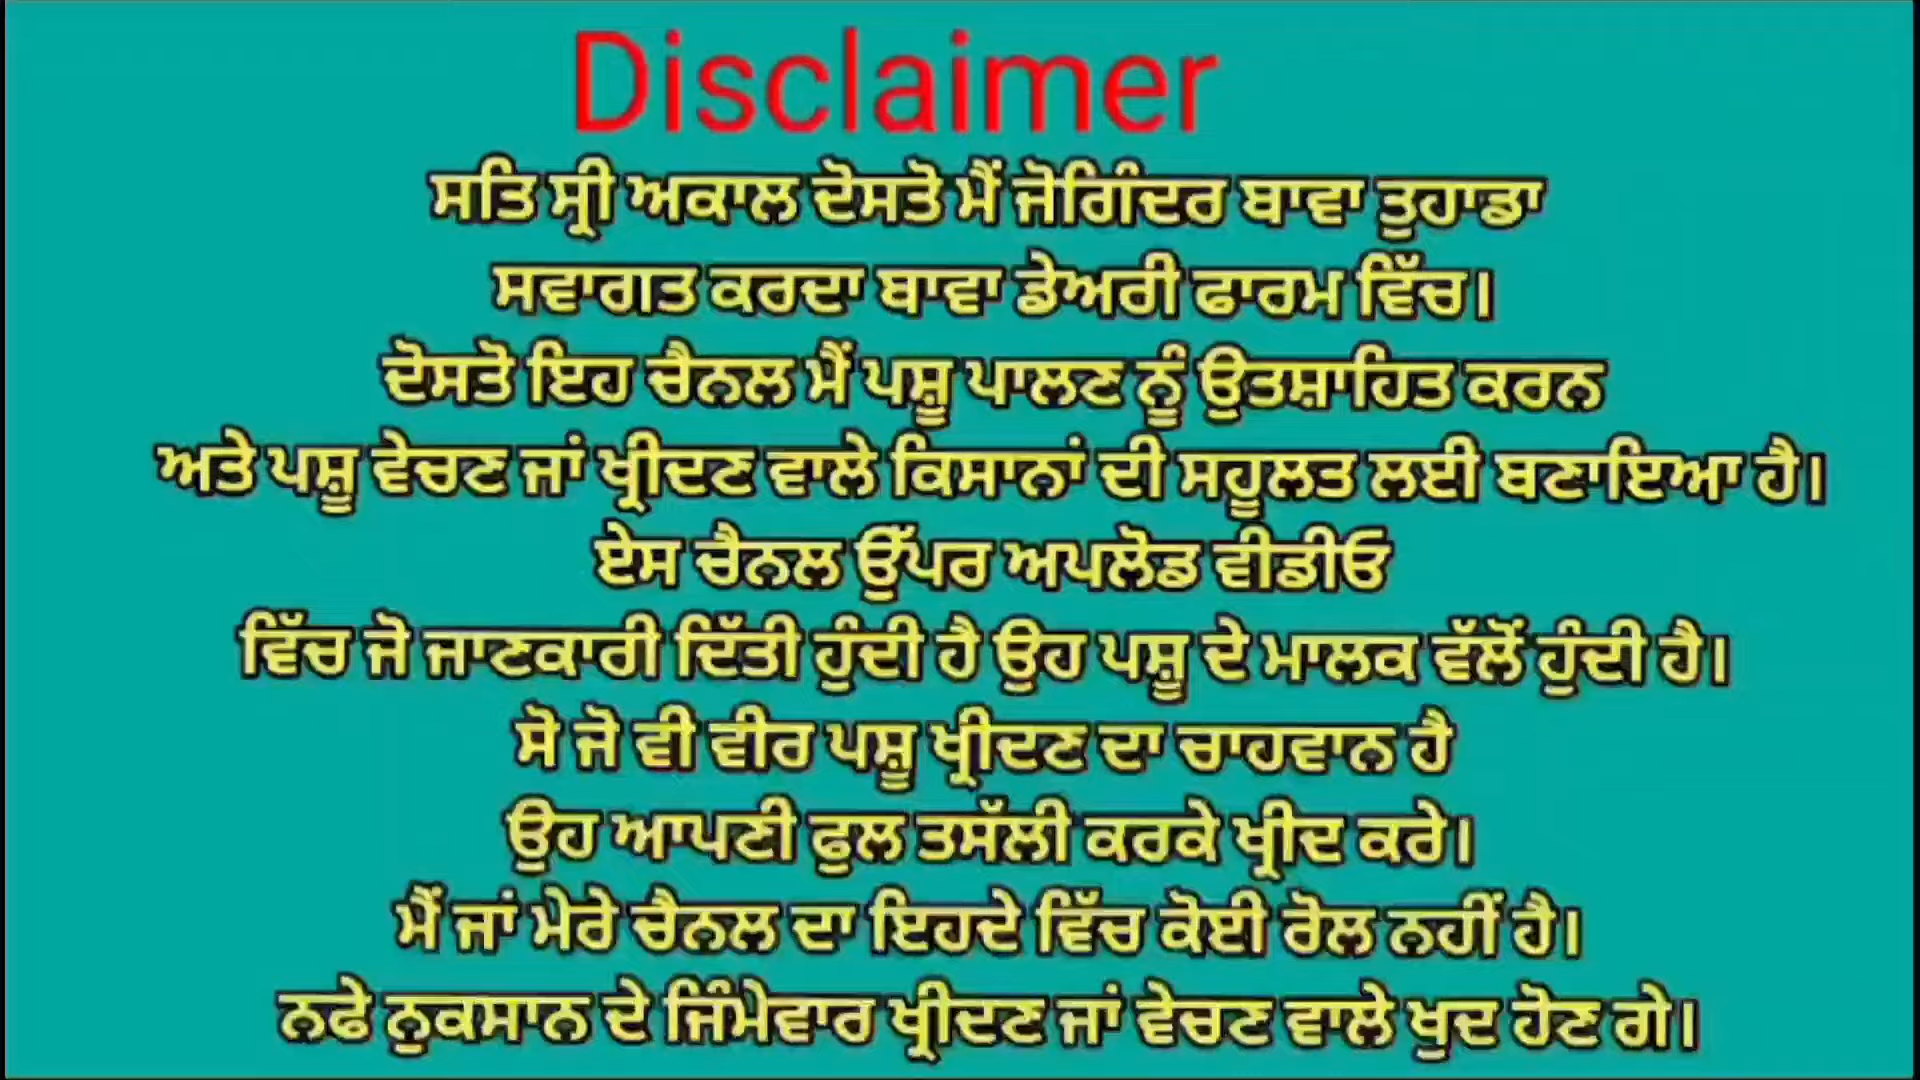 Disclaimer
ਸਤਿ ਸ੍ਰੀ ਅਕਾਲ ਦੋਸਤੋ ਮੈਂ ਜੋਗਿੰਦਰ ਬਾਵਾ ਤੁਹਾਡਾ
ਸਵਾਗਤ ਕਰਦਾ ਬਾਵਾ ਡੇਅਰੀ ਫਾਰਮ ਵਿੱਚ।
ਦੋਸਤੋ ਇਹ ਚੈਨਲ ਮੈਂ ਪਸ਼ੂ ਪਾਲਣ ਨੂੰ ਉਤਸ਼ਾਹਿਤ ਕਰਨ
ਅਤੇ ਪਸ਼ੂ ਵੇਚਣ ਜਾਂ ਖ੍ਰੀਦਣ ਵਾਲੇ ਕਿਸਾਨਾਂ ਦੀ ਸਹੂਲਤ ਲਈ ਬਣਾਇਆ ਹੈ।
ਏਸ ਚੈਨਲ ਉੱਪਰ ਅਪਲੋਡ ਵੀਡੀਓ
ਵਿੱਚ ਜੋ ਜਾਣਕਾਰੀ ਦਿੱਤੀ ਹੁੰਦੀ ਹੈ ਉਹ ਪਸ਼ੂ ਦੇ ਮਾਲਕ ਵੱਲੋਂ ਹੁੰਦੀ ਹੈ।
ਸੋ ਜੋ ਵੀ ਵੀਰ ਪਸ਼ੂ ਖ੍ਰੀਦਣ ਦਾ ਚਾਹਵਾਨ ਹੈ
ਉਹ ਆਪਣੀ ਫੁਲ ਤਸੱਲੀ ਕਰਕੇ ਖ੍ਰੀਦ ਕਰੇ।
ਮੈਂ ਜਾਂ ਮੇਰੇ ਚੈਨਲ ਦਾ ਇਹਦੇ ਵਿੱਚ ਕੋਈ ਰੋਲ ਨਹੀਂ ਹੈ।
ਨਫੇ ਨੁਕਸਾਨ ਦੇ ਜਿੰਮੇਵਾਰ ਖ੍ਰੀਦਣ ਜਾਂ ਵੇਚਣ ਵਾਲੇ ਖੁਦ ਹੋਣ ਗੇ।